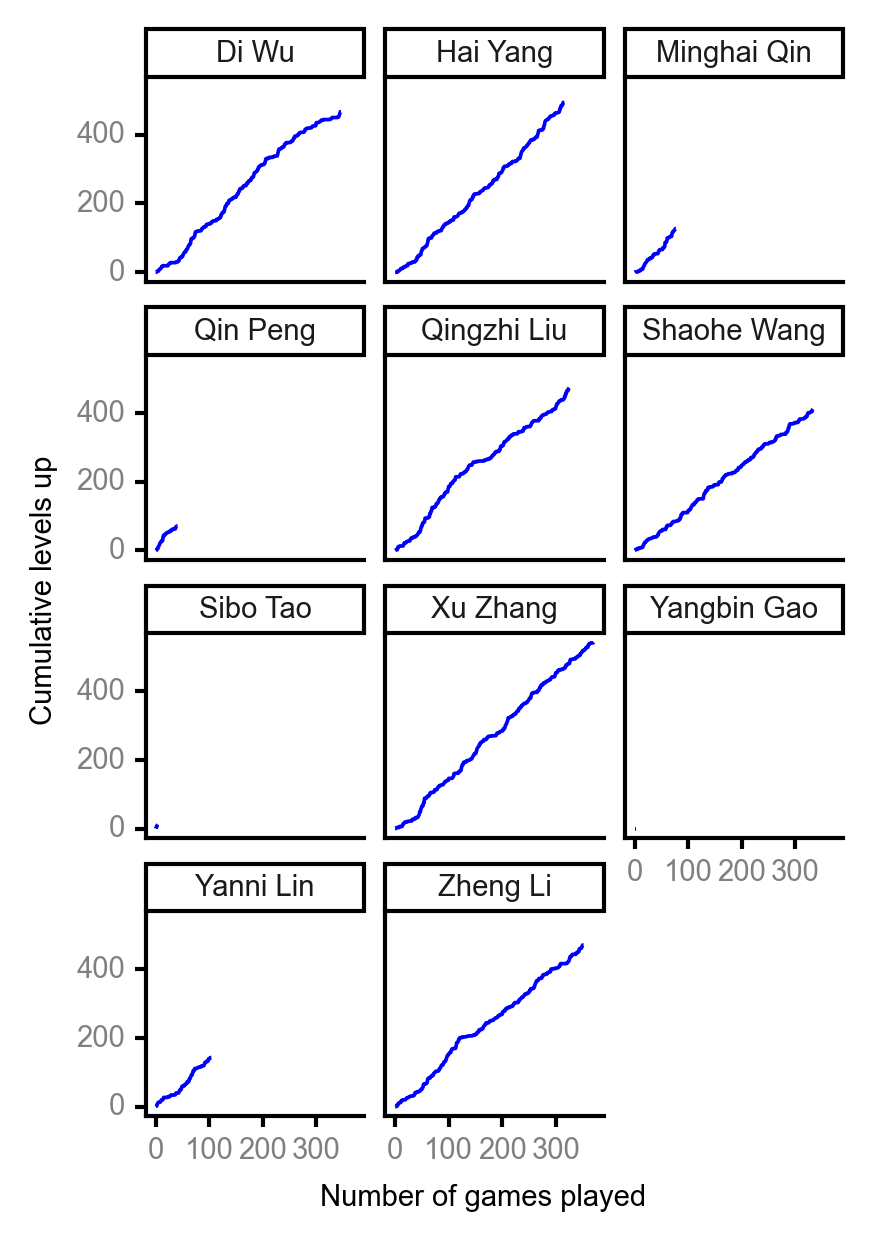 Di Wu
Hai Yang
Minghai Qin
400
200
0
Qin Peng
Qingzhi Liu
Shaohe Wang
400
200
0
Sibo Tao
Xu Zhang
Yangbin Gao
400
200
0
0 100 200 300
Yanni Lin
Zheng Li
400
200
0
0 100 200 300
0 100 200 300
Number of games played
Cumulative levels up